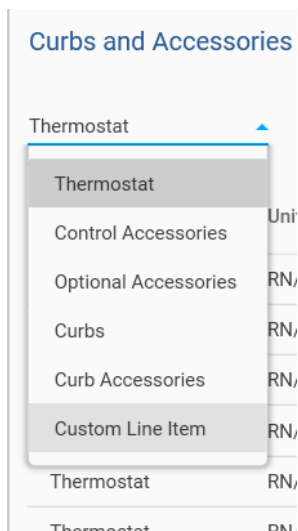 Curbs and Accessories
Thermostat
Thermostat
Control Accessories
Optional Accessories
Curbs
Curb Accessories
Custom Line Item
Thermostat